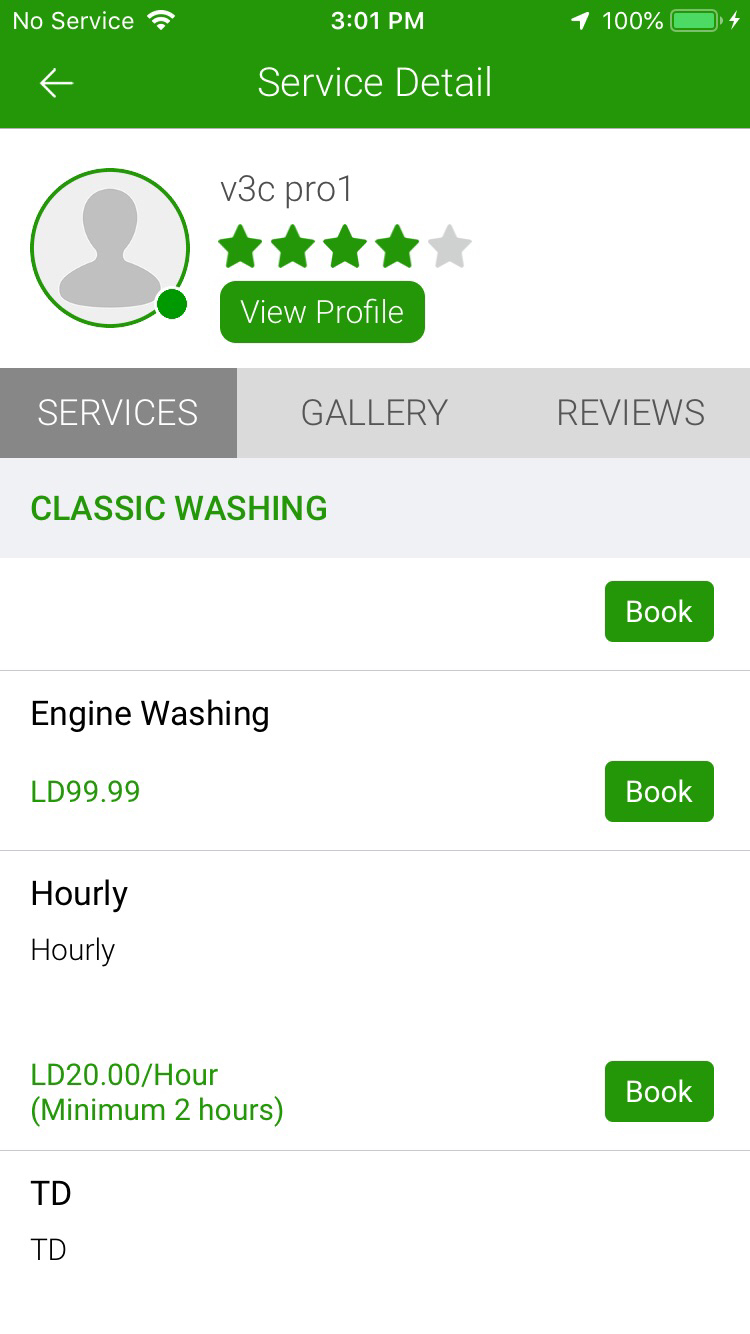 No Service 3:01 PM 100%
Service Detail
v3c pro1
View Profile
SERVICES GALLERY REVIEWS
CLASSIC WASHING
Book
Engine Washing
LD99.99 Book
Hourly
Hourly
LD20.00/Hour
(Minimum 2 hours) Book
TD
TD